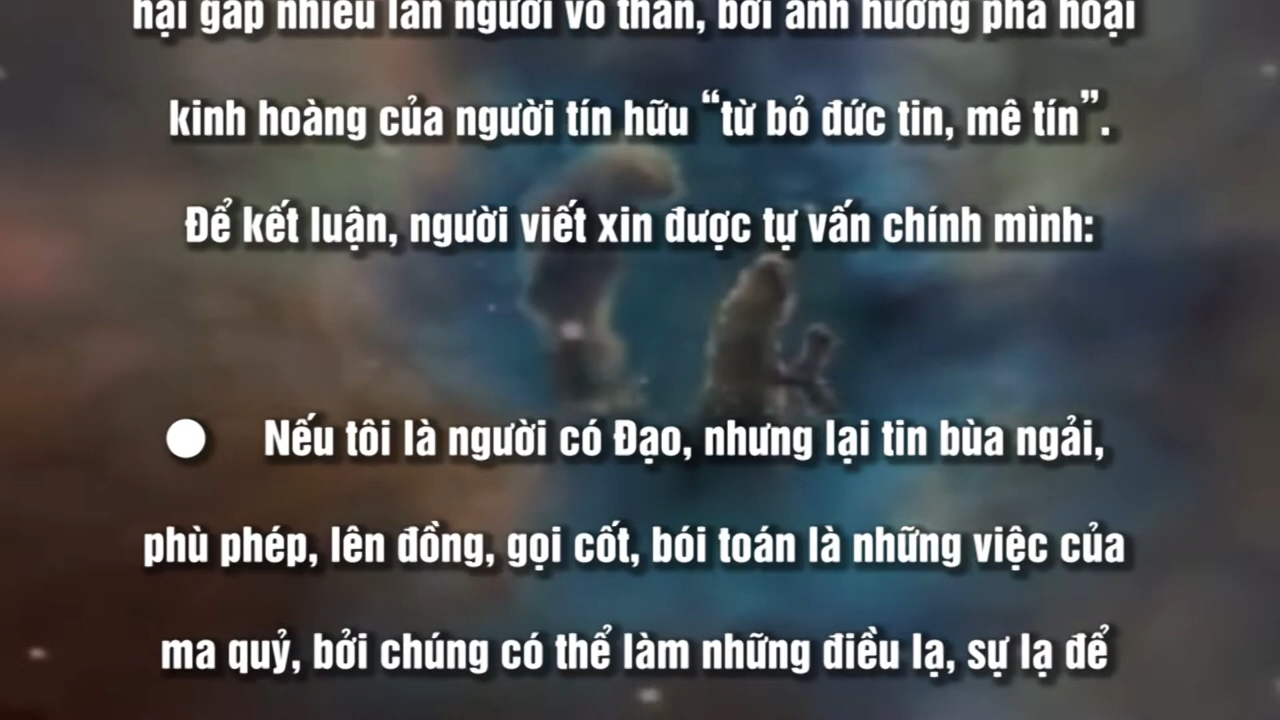 hại gấp nhiều lần người vô thần, bởi ảnh hưởng phá hoại
kinh hoàng của người tín hữu “từ bỏ đức tin, mê tín”.
Để kết luận, người viết xin được tự vấn chính mình:
● Nếu tôi là người có Đạo, nhưng lại tin bùa ngải,
phù phép, lên đồng, gọi cốt, bói toán là những việc của
ma quỷ, bởi chúng có thể làm những điều lạ, sự lạ để